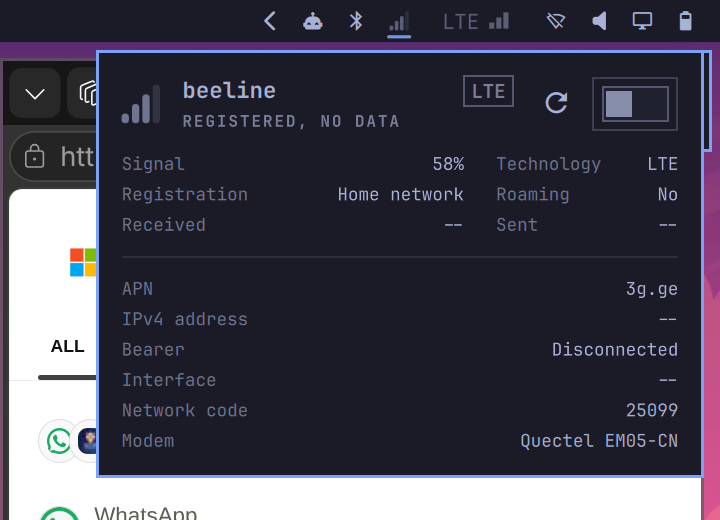 LTE
beeline
LTE
REGISTERED, NO DATA
Signal 58% Technology LTE
Registration Home network Roaming No
Received -- Sent --
APN 3g.ge
IPv4 address --
Bearer Disconnected
Interface --
Network code 25099
Modem Quectel EM05-CN
htt
ALL
WhatsApp